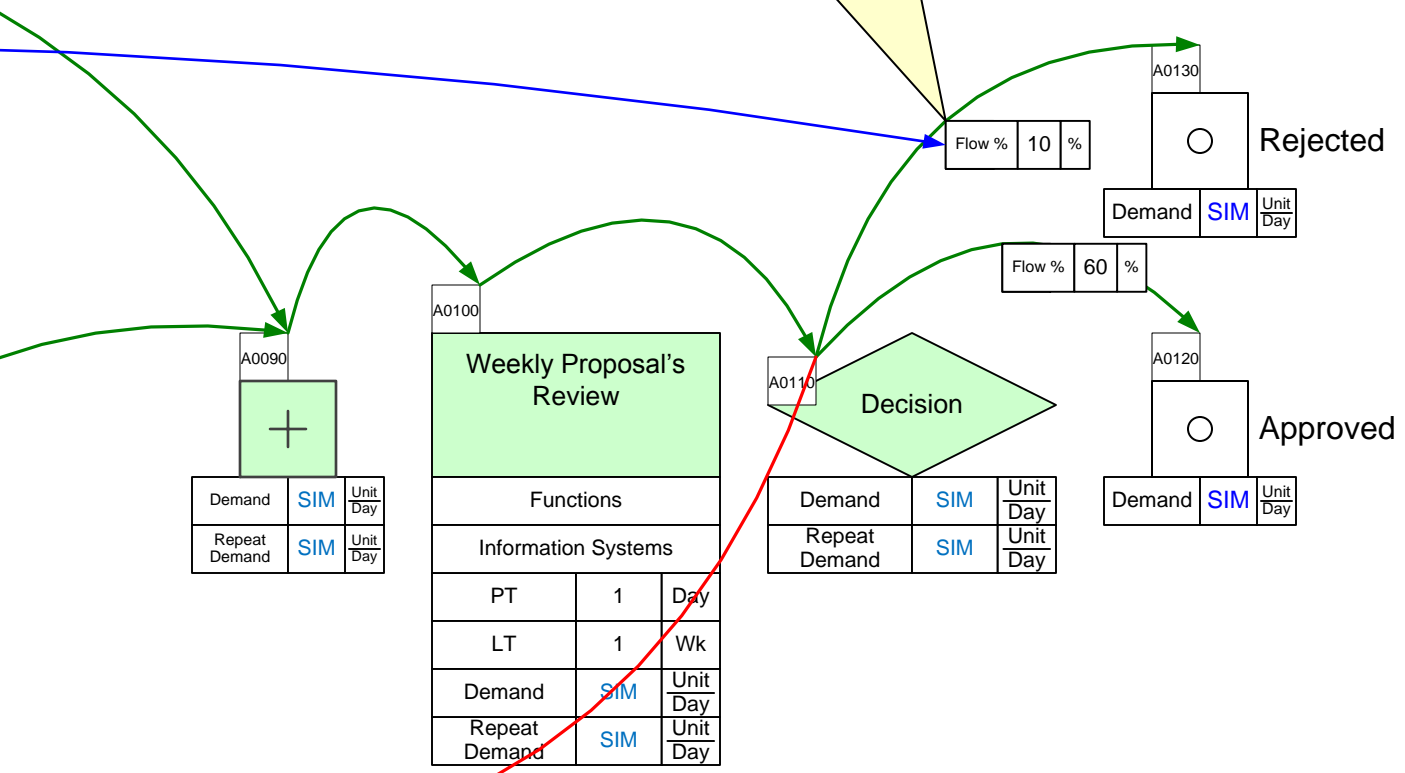 A0130
Flow % 10 %
Rejected
Demand SIM Unit
Day
Flow % 60 %
A0100
A0090
A0110
A0120
Weekly Proposal's
Review
Decision
Approved
Demand SIM Unit
Day
Repeat
Demand SIM Unit
Day
Functions
Information Systems
PT 1 Day
LT 1 Wk
Demand SIM Unit
Day
Repeat
Demand SIM Unit
Day
Demand SIM Unit
Day
Repeat
Demand SIM Unit
Day
Demand SIM Unit
Day